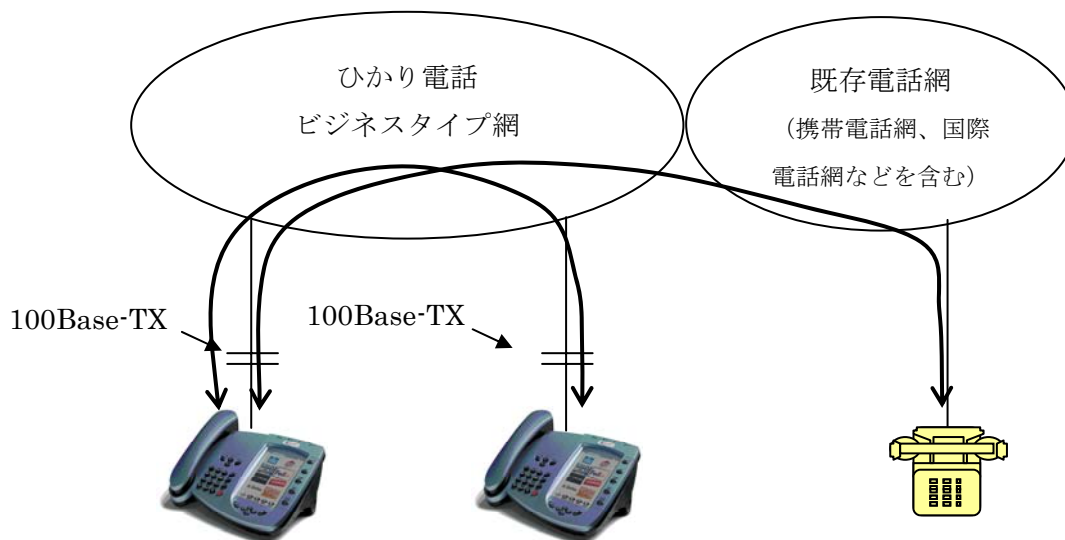 ひかり電話
ビジネスタイプ網
既存電話網
（携帯電話網、国際
電話網などを含む）
100Base-TX
100Base-TX